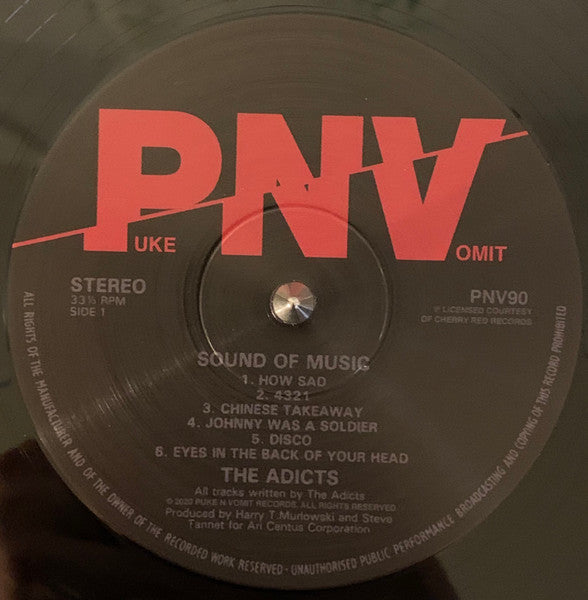 PNV
UKE
OMIT
STEREO
33⅓ RPM
SIDE 1
PNV90
℗ LICENSED COURTESY
OF CHERRY RED RECORDS
SOUND OF MUSIC
1. HOW SAD
2. 4321
3. CHINESE TAKEAWAY
4. JOHNNY WAS A SOLDIER
5. DISCO
6. EYES IN THE BACK OF YOUR HEAD
THE ADICTS
All tracks written by The Adicts
© 2020 PUKE N VOMIT RECORDS. ALL RIGHTS RESERVED
Produced by Harry T. Murlowski and Steve
Tannet for Ari Centus Corporation
ALL RIGHTS OF THE MANUFACTURER AND OF THE OWNER OF THE RECORDED WORK RESERVED - UNAUTHORISED PUBLIC PERFORMANCE BROADCASTING AND COPYING OF THIS RECORD PROHIBITED